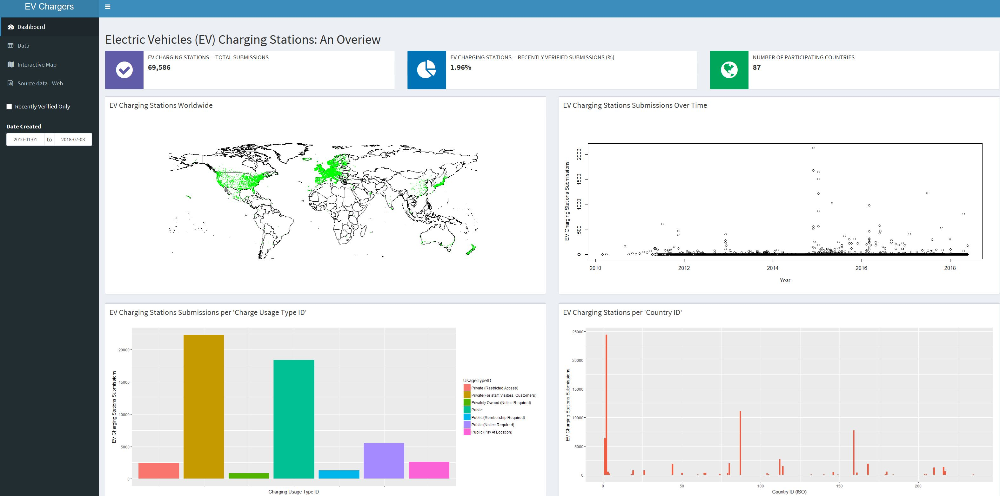 EV Chargers
Dashboard
Data
Interactive Map
Source data - Web
Recently Verified Only
Date Created
2010-01-01 to 2018-07-03
Electric Vehicles (EV) Charging Stations: An Overiew
EV CHARGING STATIONS -- TOTAL SUBMISSIONS
69,586
EV CHARGING STATIONS -- RECENTLY VERIFIED SUBMISSIONS (%)
1.96%
NUMBER OF PARTICIPATING COUNTRIES
87
EV Charging Stations Worldwide
EV Charging Stations Submissions Over Time
EV Charging Stations Submissions
2000
1500
1000
500
0
2010 2012 2014 2016 2018
Year
EV Charging Stations Submissions per 'Charge Usage Type ID'
EV Charging Stations Submissions
20000
15000
10000
5000
0
Charging Usage Type ID
UsageTypeID
Private (Restricted Access)
Private(For staff, Visitors, Customers)
Privately Owned (Notice Required)
Public
Public (Membership Required)
Public (Notice Required)
Public (Pay At Location)
EV Charging Stations per 'Country ID'
EV Charging Stations Submissions
25000
20000
15000
10000
5000
0
0 50 100 150 200
Country ID (ISO)